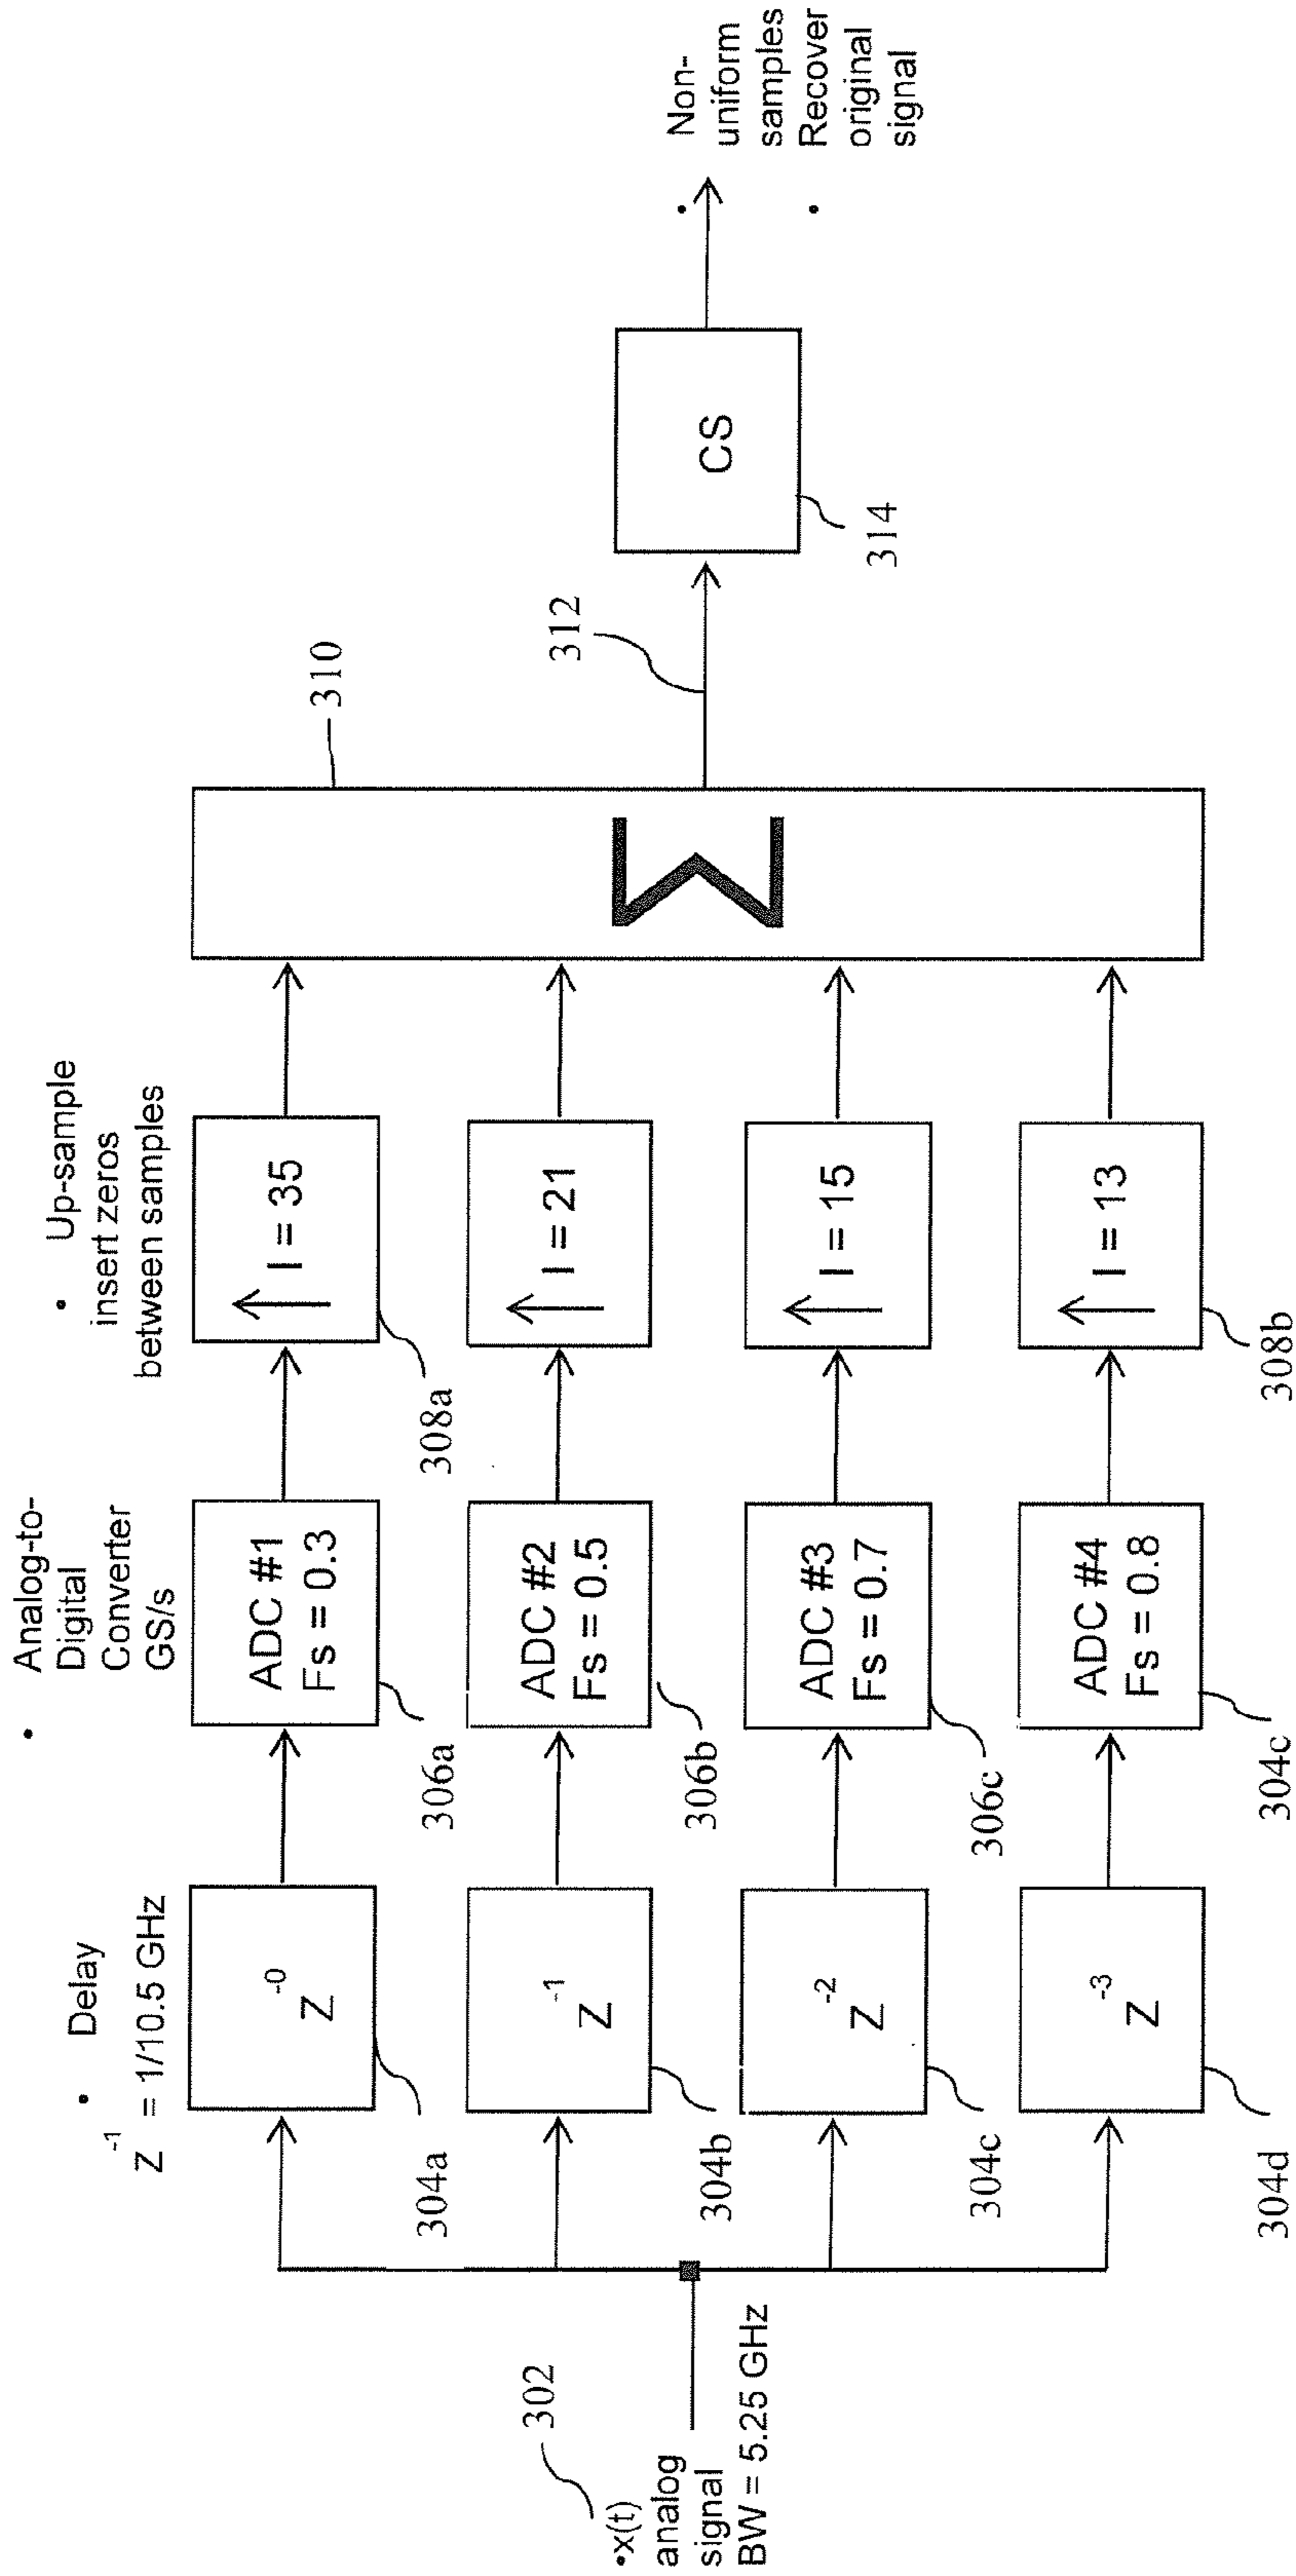 • Delay
Z⁻¹ = 1/10.5 GHz
• Analog-to-
Digital
Converter
GS/s
• Up-sample
insert zeros
between samples
302
•x(t)
analog
signal
BW = 5.25 GHz
Z⁻⁰
304a
ADC #1
Fs = 0.3
306a
↑ I = 35
308a
Z⁻¹
304b
ADC #2
Fs = 0.5
306b
↑ I = 21
Z⁻²
304c
ADC #3
Fs = 0.7
306c
↑ I = 15
Z⁻³
304d
ADC #4
Fs = 0.8
304c
↑ I = 13
308b
Σ
310
312
CS
314
• Non-
uniform
samples
• Recover
original
signal